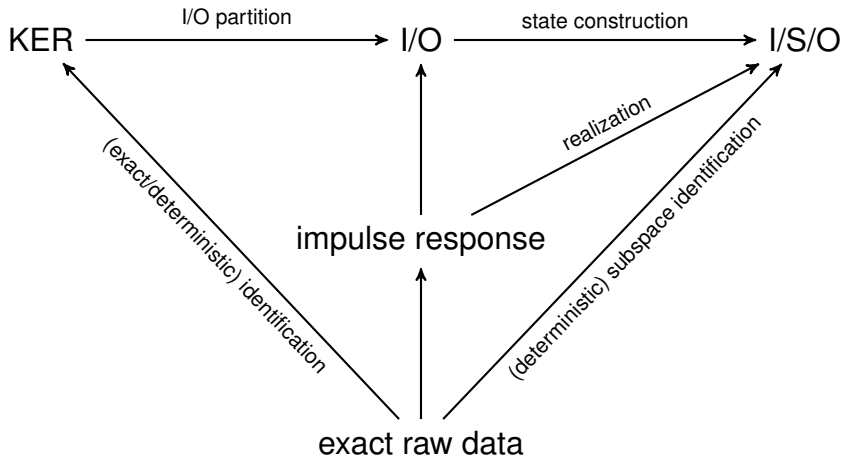 I/O partition
state construction
KER
I/O
I/S/O
realization
(exact/deterministic) identification
(deterministic) subspace identification
impulse response
exact raw data